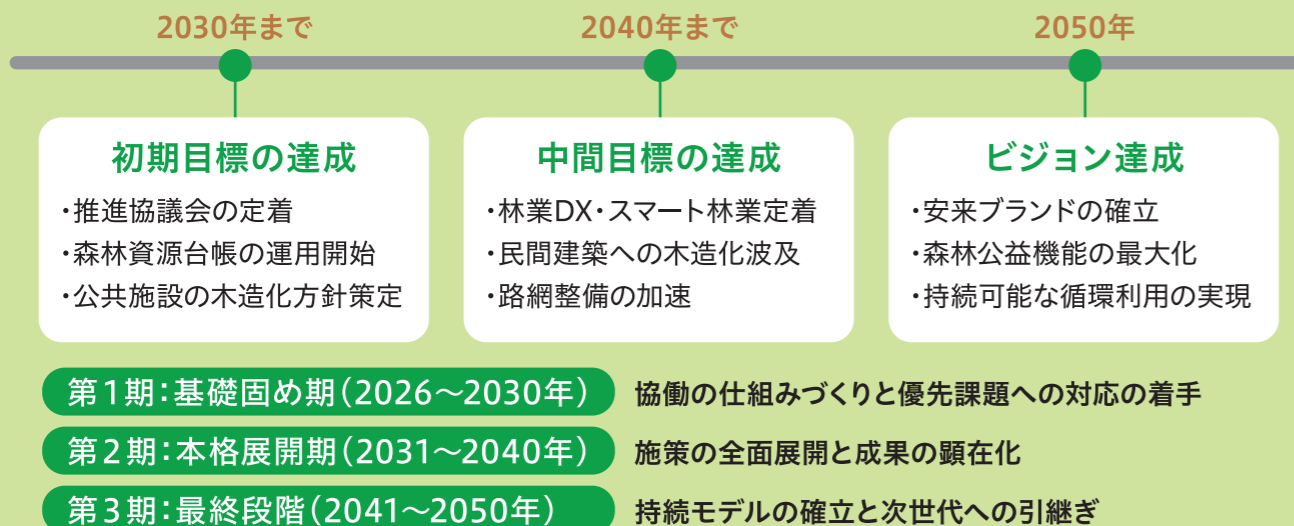 2030年まで
2040年まで
2050年
初期目標の達成
・推進協議会の定着
・森林資源台帳の運用開始
・公共施設の木造化方針策定
中間目標の達成
・林業DX・スマート林業定着
・民間建築への木造化波及
・路網整備の加速
ビジョン達成
・安来ブランドの確立
・森林公益機能の最大化
・持続可能な循環利用の実現
第1期：基礎固め期（2026～2030年） 協働の仕組みづくりと優先課題への対応の着手
第2期：本格展開期（2031～2040年） 施策の全面展開と成果の顕在化
第3期：最終段階（2041～2050年） 持続モデルの確立と次世代への引継ぎ